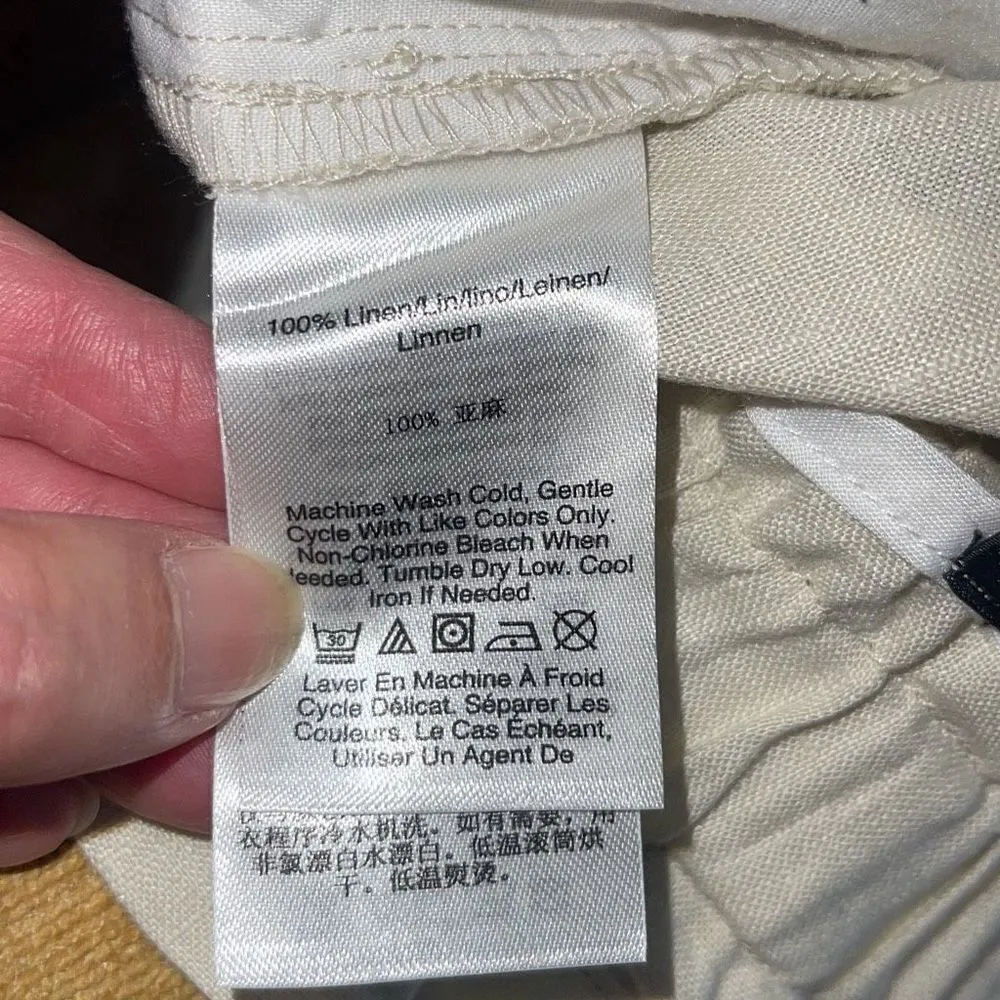 100% Linen/Lin/lino/Leinen/
Linnen
100% 亚麻
Machine Wash Cold, Gentle
Cycle With Like Colors Only.
Non-Chlorine Bleach When
eeded. Tumble Dry Low. Cool
Iron If Needed.
30
Laver En Machine À Froid
Cycle Délicat. Séparer Les
Couleurs. Le Cas Échéant,
Utiliser Un Agent De
衣程序冷水机洗。如有需要，用
非氯漂白水漂白。低温滚筒烘
干。低温熨烫。